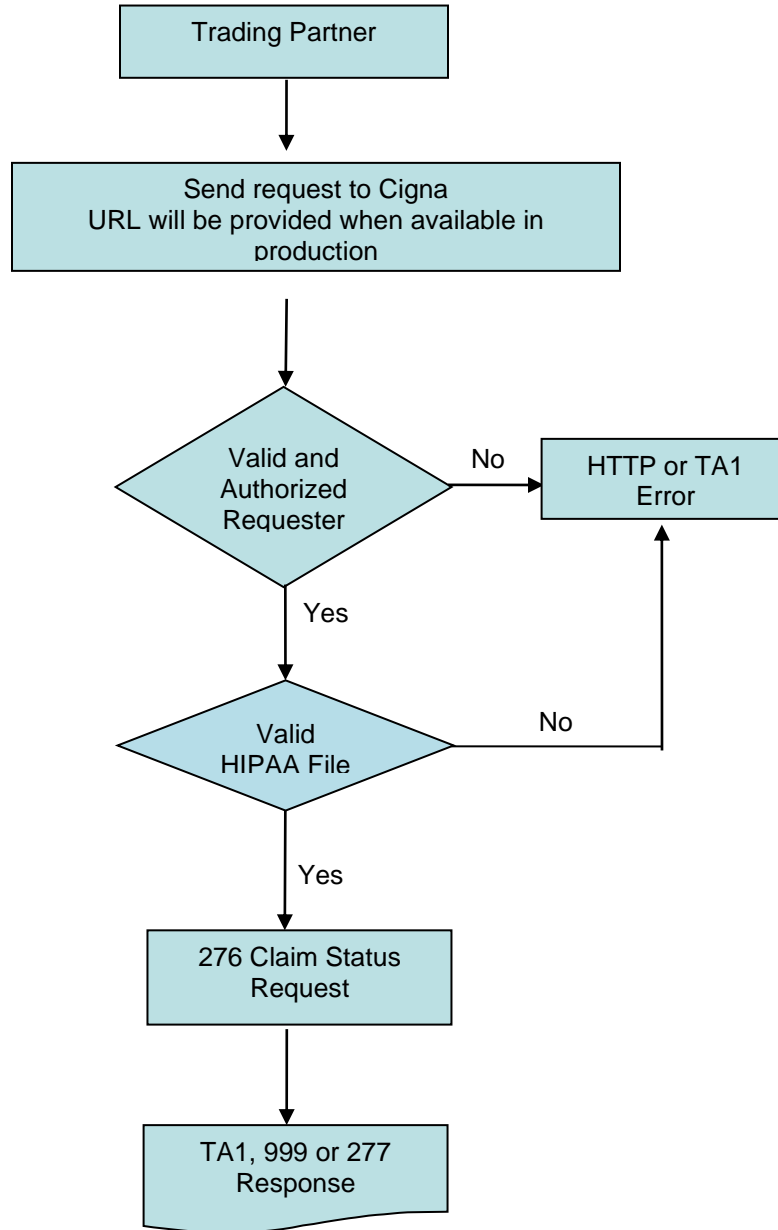 Trading Partner
Send request to Cigna
URL will be provided when available in
production
Valid and
Authorized
Requester
No
HTTP or TA1
Error
Yes
Valid
HIPAA File
No
Yes
276 Claim Status
Request
TA1, 999 or 277
Response